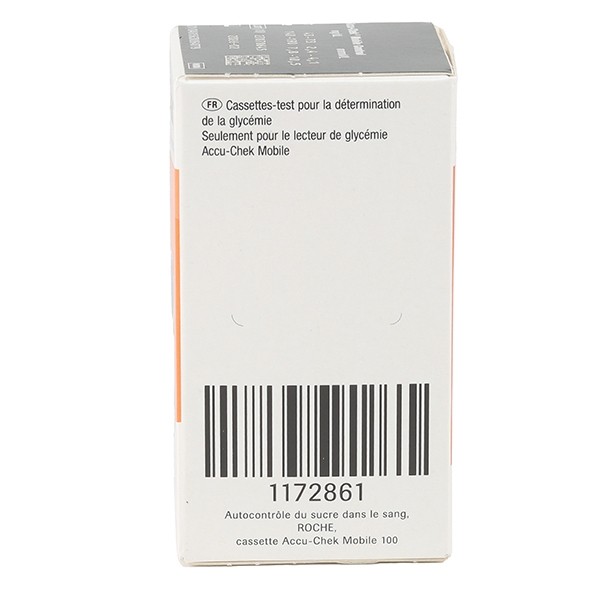 FR Cassettes-test pour la détermination
de la glycémie
Seulement pour le lecteur de glycémie
Accu-Chek Mobile
1172861
Autocontrôle du sucre dans le sang,
ROCHE,
cassette Accu-Chek Mobile 100